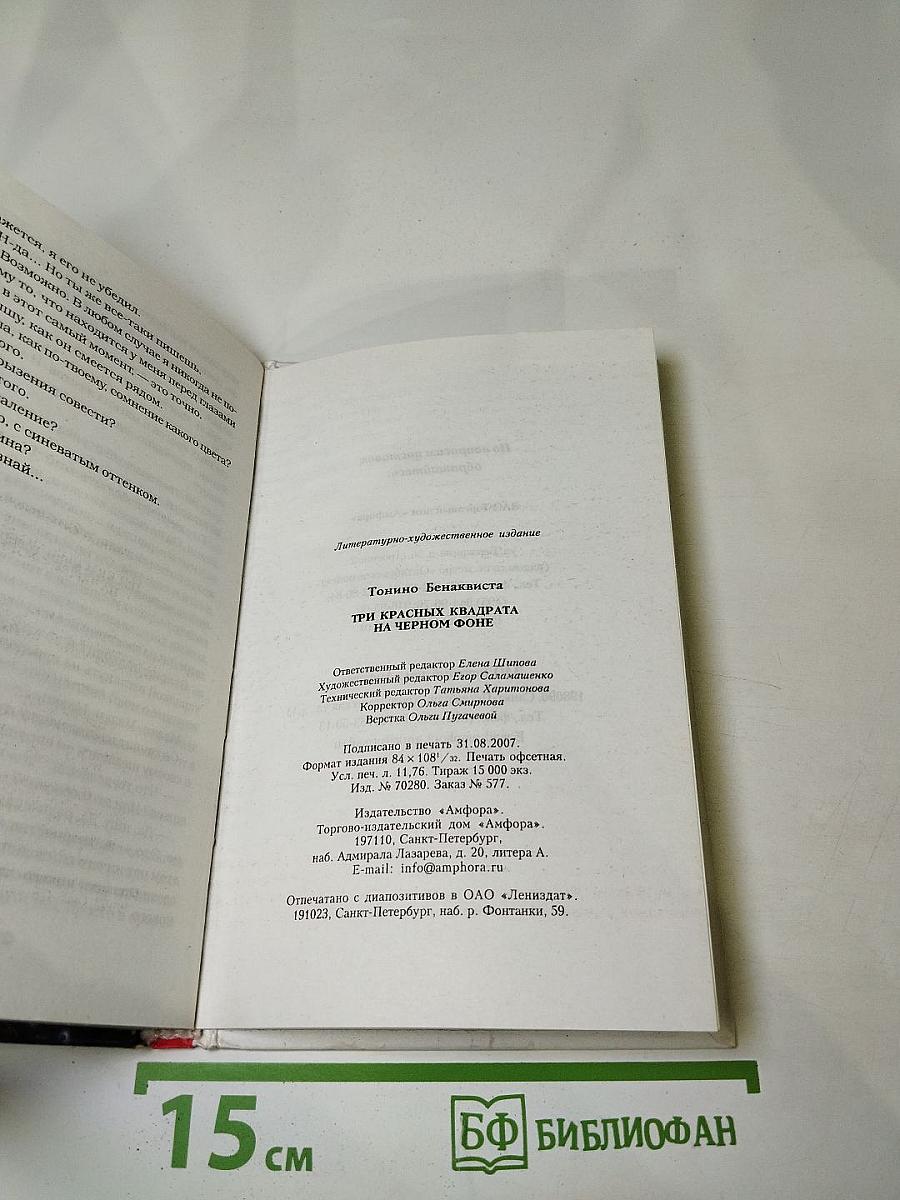 жется, я его не убедил.
Н-да... Но ты же все-таки пишешь.
Возможно. В любом случае я никогда не по-
му то, что находится у меня перед глазами
в этот самый момент, — это точно.
шу, как он смеется рядом.
а, как по-твоему, сомнение какого цвета?
ого.
рызения совести?
того.
аление?
о, с синеватым оттенком.
ина?
знай...
Литературно-художественное издание
Тонино Бенаквиста
ТРИ КРАСНЫХ КВАДРАТА
НА ЧЕРНОМ ФОНЕ
Ответственный редактор Елена Шипова
Художественный редактор Егор Саламашенко
Технический редактор Татьяна Харитонова
Корректор Ольга Смирнова
Верстка Ольги Пугачевой
Подписано в печать 31.08.2007.
Формат издания 84 × 108¹/₃₂. Печать офсетная.
Усл. печ. л. 11,76. Тираж 15 000 экз.
Изд. № 70280. Заказ № 577.
Издательство «Амфора».
Торгово-издательский дом «Амфора».
197110, Санкт-Петербург,
наб. Адмирала Лазарева, д. 20, литера А.
E-mail: info@amphora.ru
Отпечатано с диапозитивов в ОАО «Лениздат».
191023, Санкт-Петербург, наб. р. Фонтанки, 59.
15 см
БФ БИБЛИОФАН